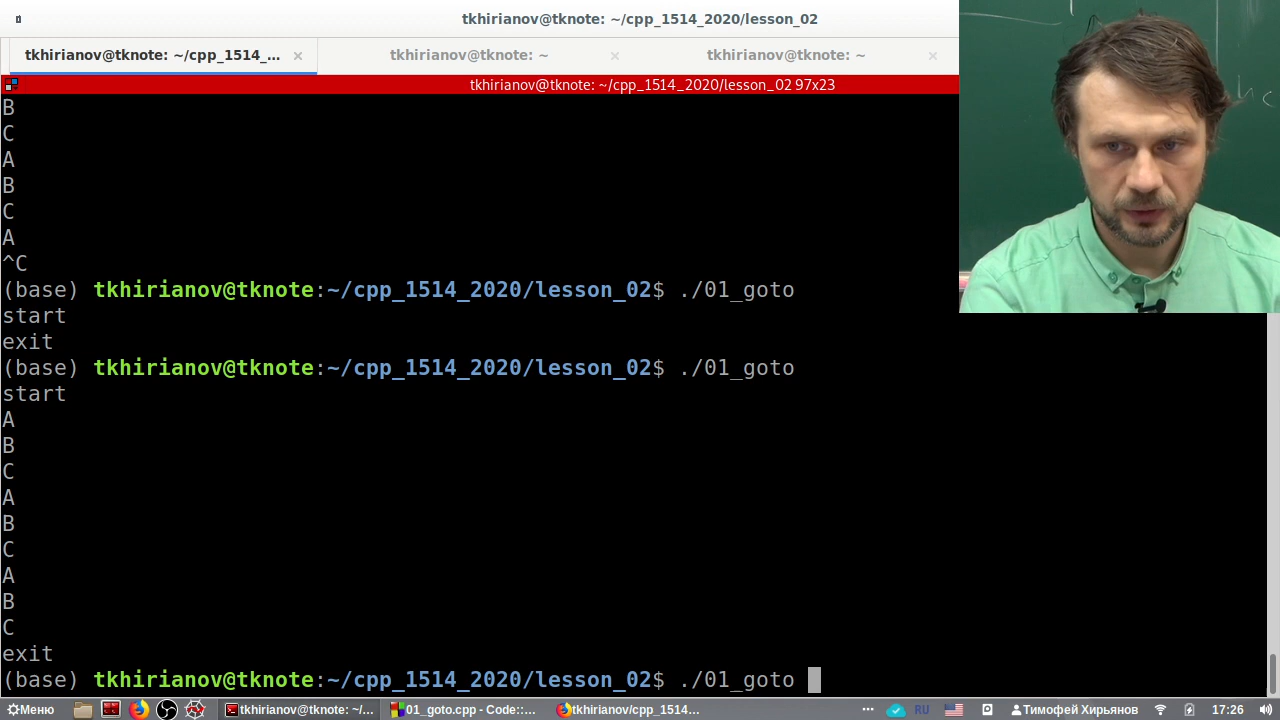 tkhirianov@tknote: ~/cpp_1514_2020/lesson_02
tkhirianov@tknote: ~/cpp_1514_... ×
tkhirianov@tknote: ~ ×
tkhirianov@tknote: ~ ×
tkhirianov@tknote: ~/cpp_1514_2020/lesson_02 97x23
B
C
A
B
C
A
^C
(base) tkhirianov@tknote:~/cpp_1514_2020/lesson_02$ ./01_goto
start
exit
(base) tkhirianov@tknote:~/cpp_1514_2020/lesson_02$ ./01_goto
start
A
B
C
A
B
C
A
B
C
exit
(base) tkhirianov@tknote:~/cpp_1514_2020/lesson_02$ ./01_goto
Меню
tkhirianov@tknote: ~/...
01_goto.cpp - Code::...
tkhirianov/cpp_1514...
RU
Тимофей Хирьянов
17:26